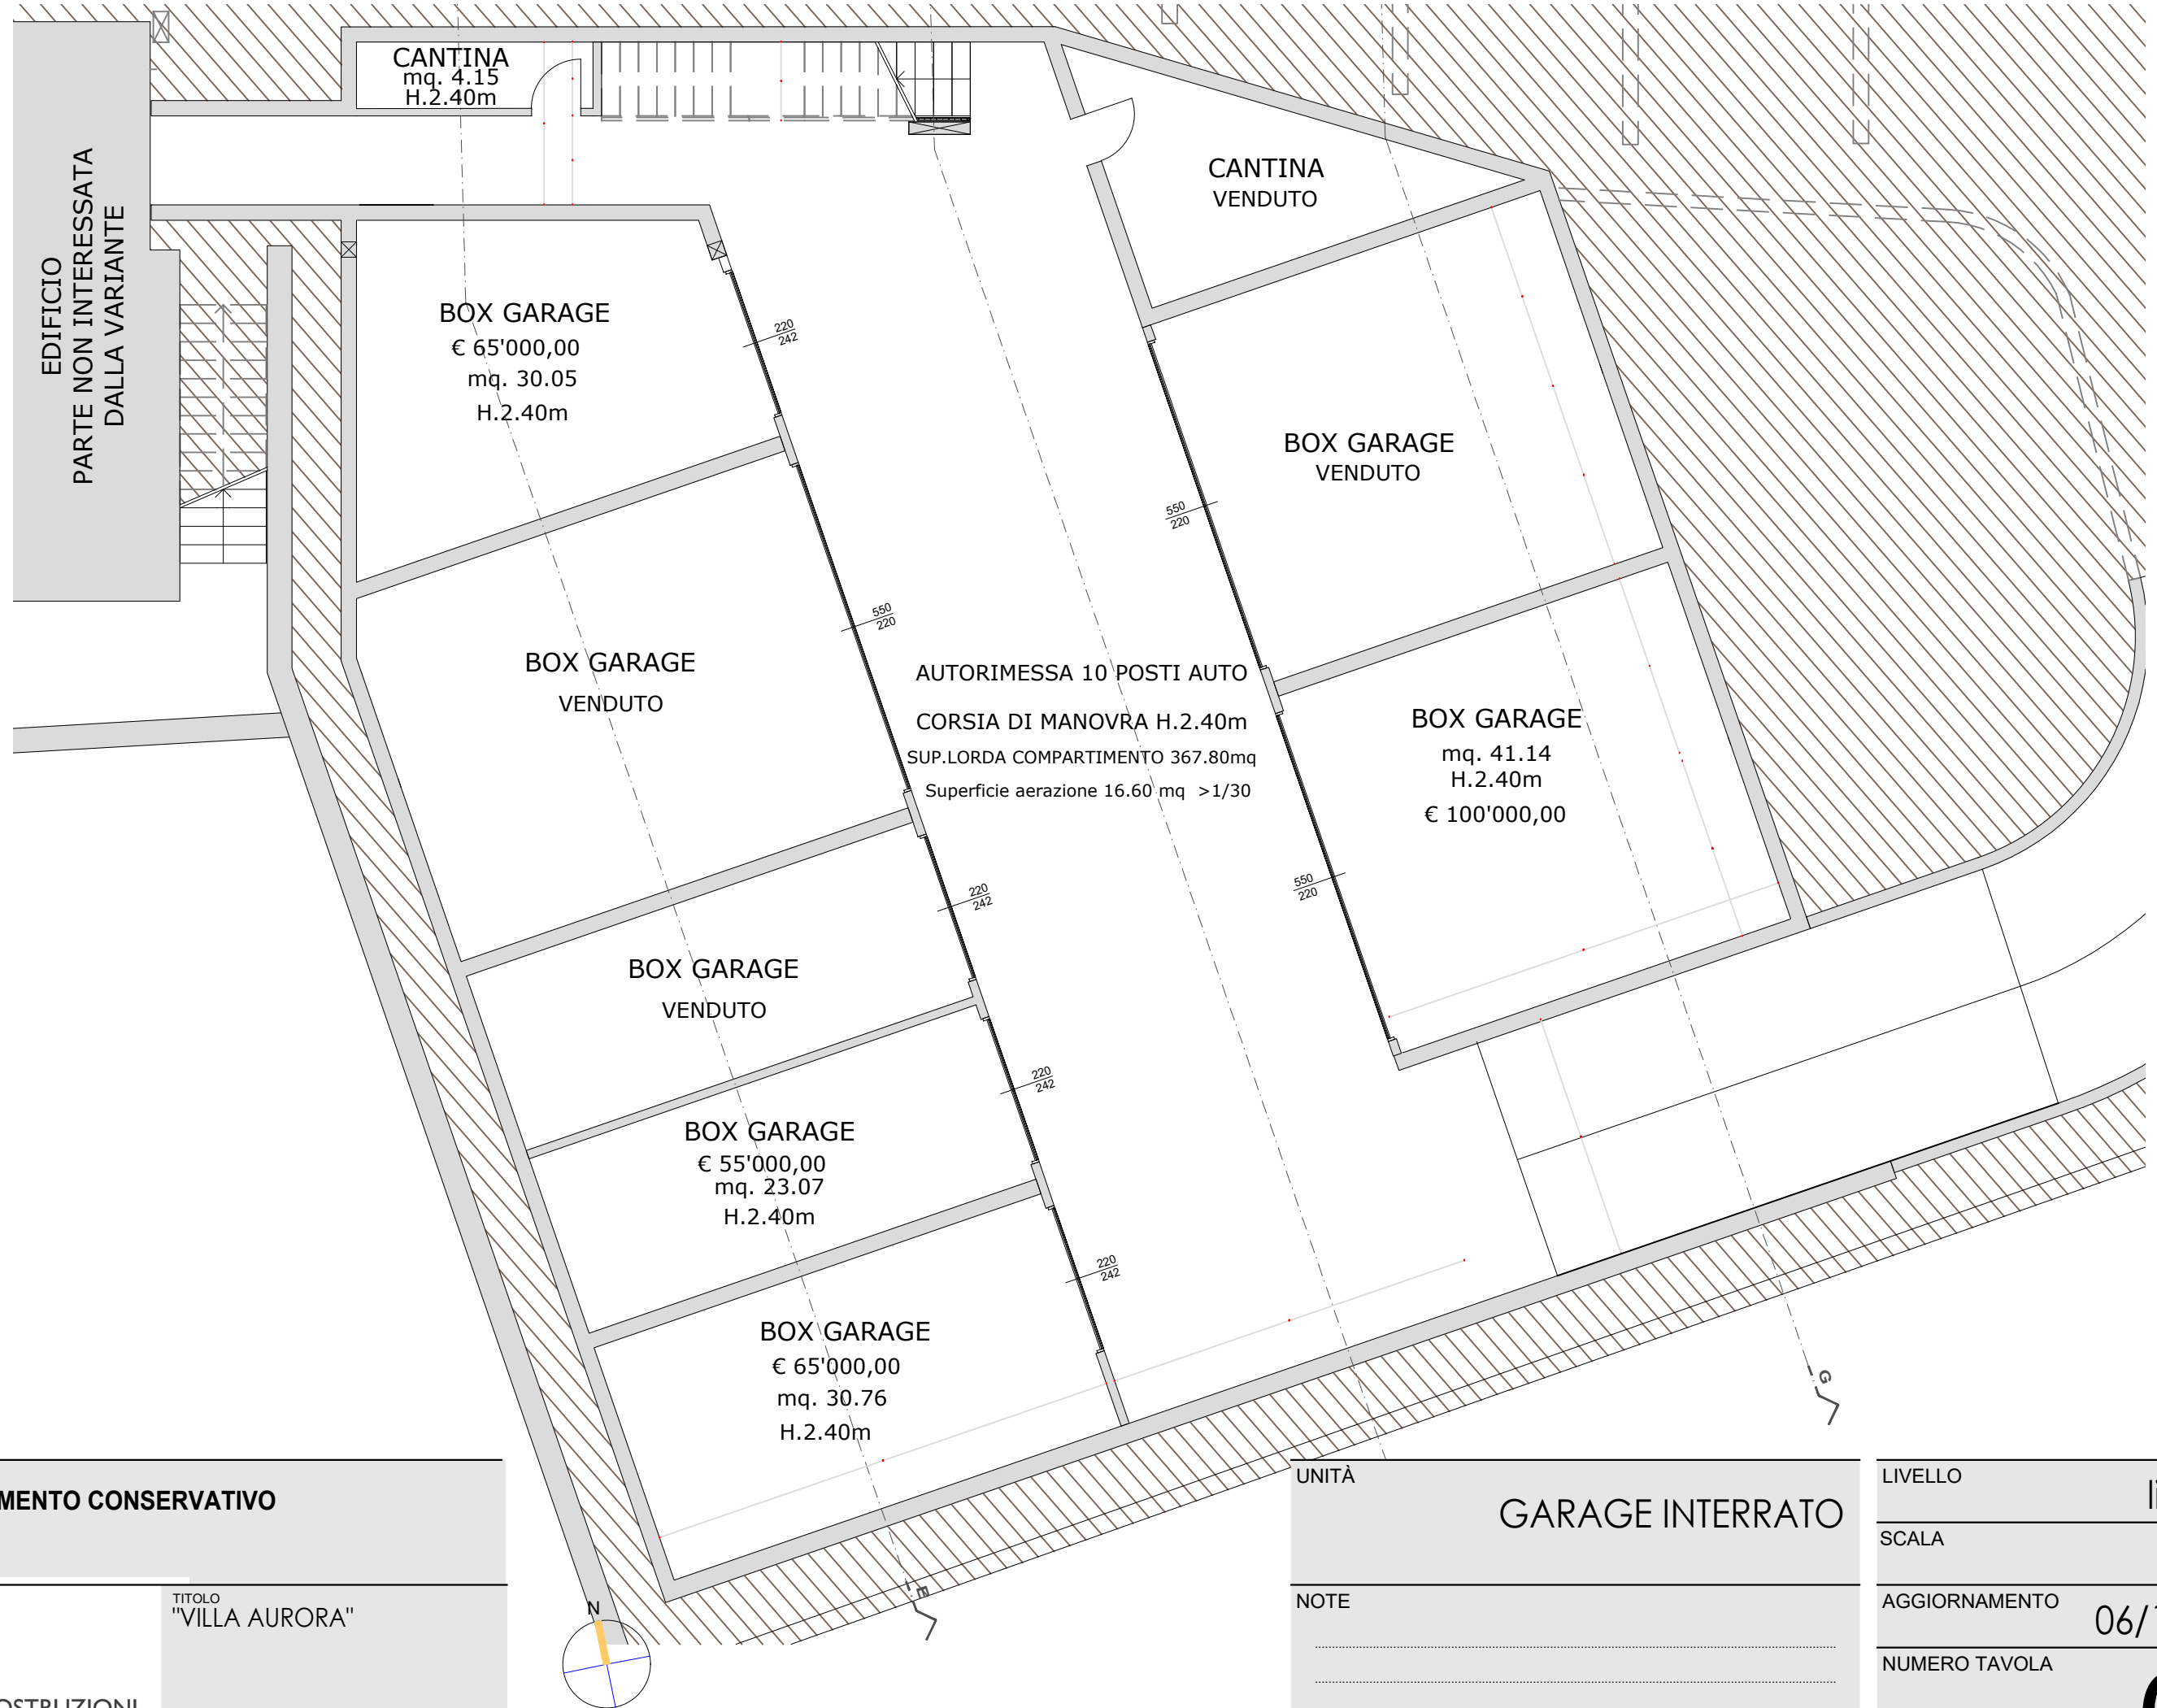 CANTINA
mq. 4.15
H.2.40m
EDIFICIO
PARTE NON INTERESSATA
DALLA VARIANTE
CANTINA
VENDUTO
BOX GARAGE
€ 65'000,00
mq. 30.05
H.2.40m
220
242
BOX GARAGE
VENDUTO
550
220
BOX GARAGE
VENDUTO
550
220
AUTORIMESSA 10 POSTI AUTO
CORSIA DI MANOVRA H.2.40m
SUP.LORDA COMPARTIMENTO 367.80mq
Superficie aerazione 16.60 mq >1/30
BOX GARAGE
mq. 41.14
H.2.40m
€ 100'000,00
550
220
BOX GARAGE
VENDUTO
220
242
BOX GARAGE
€ 55'000,00
mq. 23.07
H.2.40m
220
242
BOX GARAGE
€ 65'000,00
mq. 30.76
H.2.40m
220
242
G
E
N
MENTO CONSERVATIVO
TITOLO
"VILLA AURORA"
OSTRUZIONI
UNITÀ
GARAGE INTERRATO
NOTE
LIVELLO
li
SCALA
AGGIORNAMENTO
06/1
NUMERO TAVOLA